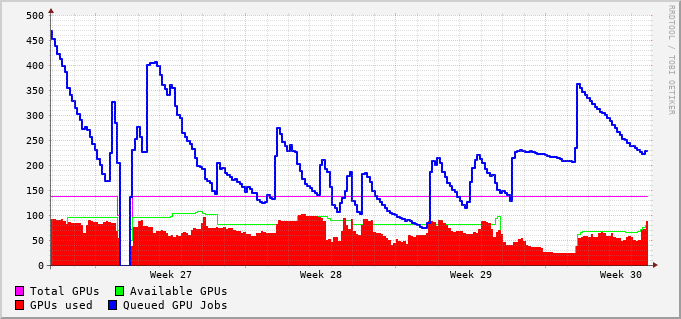 RRDTOOL / TOBI OETIKER
500
450
400
350
300
250
200
150
100
50
0
Week 27 Week 28 Week 29 Week 30
Total GPUs Available GPUs
GPUs used Queued GPU Jobs